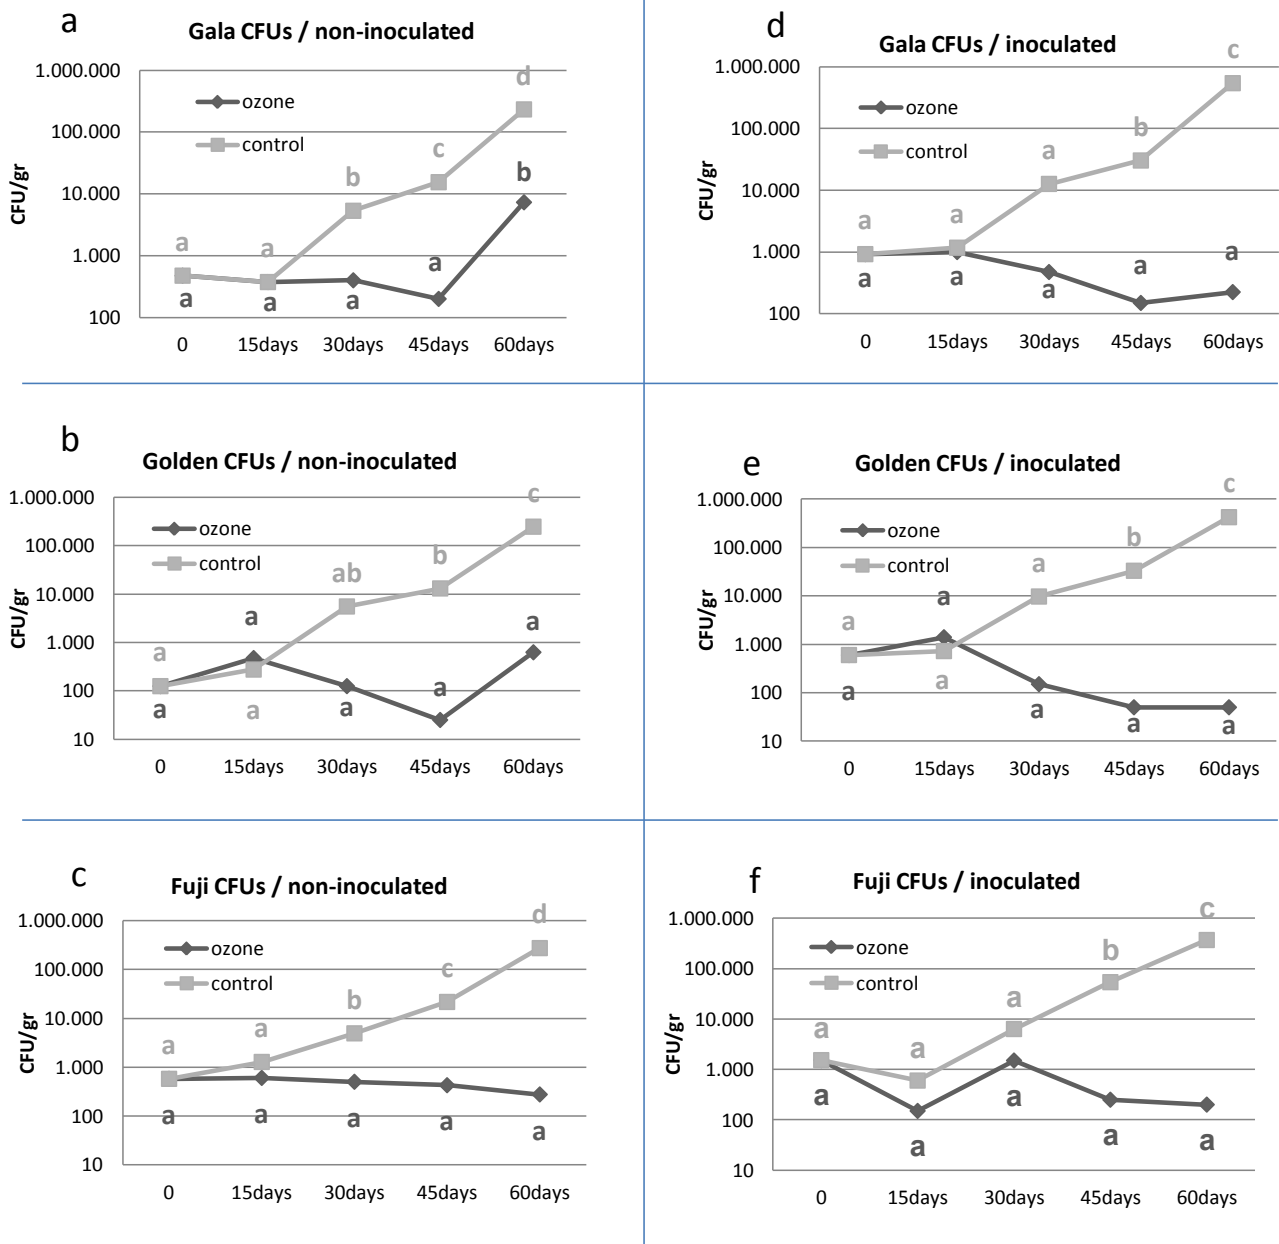 a
Gala CFUs / non-inoculated
CFU/gr
1.000.000
100.000
10.000
1.000
100
ozone
control
a a b c d
a a a a b
0 15days 30days 45days 60days
d
Gala CFUs / inoculated
CFU/gr
1.000.000
100.000
10.000
1.000
100
ozone
control
a a a b c
a a a a a
0 15days 30days 45days 60days
b
Golden CFUs / non-inoculated
CFU/gr
1.000.000
100.000
10.000
1.000
100
10
ozone
control
a a ab b c
a a a a a
0 15days 30days 45days 60days
e
Golden CFUs / inoculated
CFU/gr
1.000.000
100.000
10.000
1.000
100
10
ozone
control
a a a b c
a a a a a
0 15days 30days 45days 60days
c
Fuji CFUs / non-inoculated
CFU/gr
1.000.000
100.000
10.000
1.000
100
10
ozone
control
a a b c d
a a a a a
0 15days 30days 45days 60days
f
Fuji CFUs / inoculated
CFU/gr
1.000.000
100.000
10.000
1.000
100
10
ozone
control
a a a b c
a a a a a
0 15days 30days 45days 60days